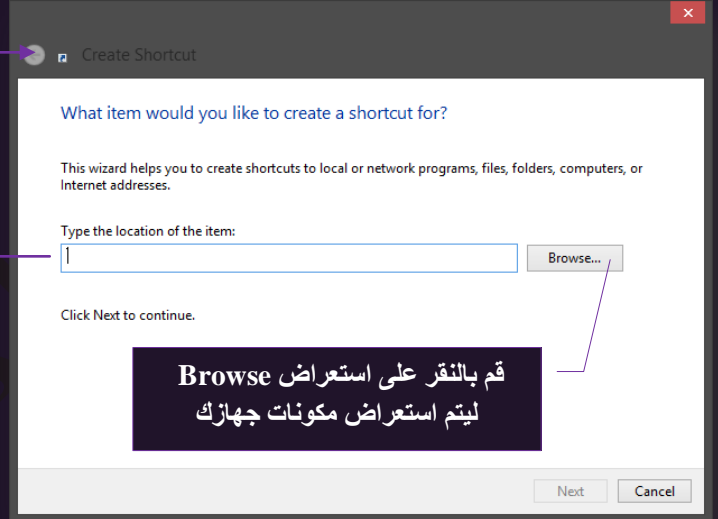 Create Shortcut
What item would you like to create a shortcut for?
This wizard helps you to create shortcuts to local or network programs, files, folders, computers, or
Internet addresses.
Type the location of the item:
Browse...
Click Next to continue.
قم بالنقر على استعراض Browse
ليتم استعراض مكونات جهازك
Next
Cancel